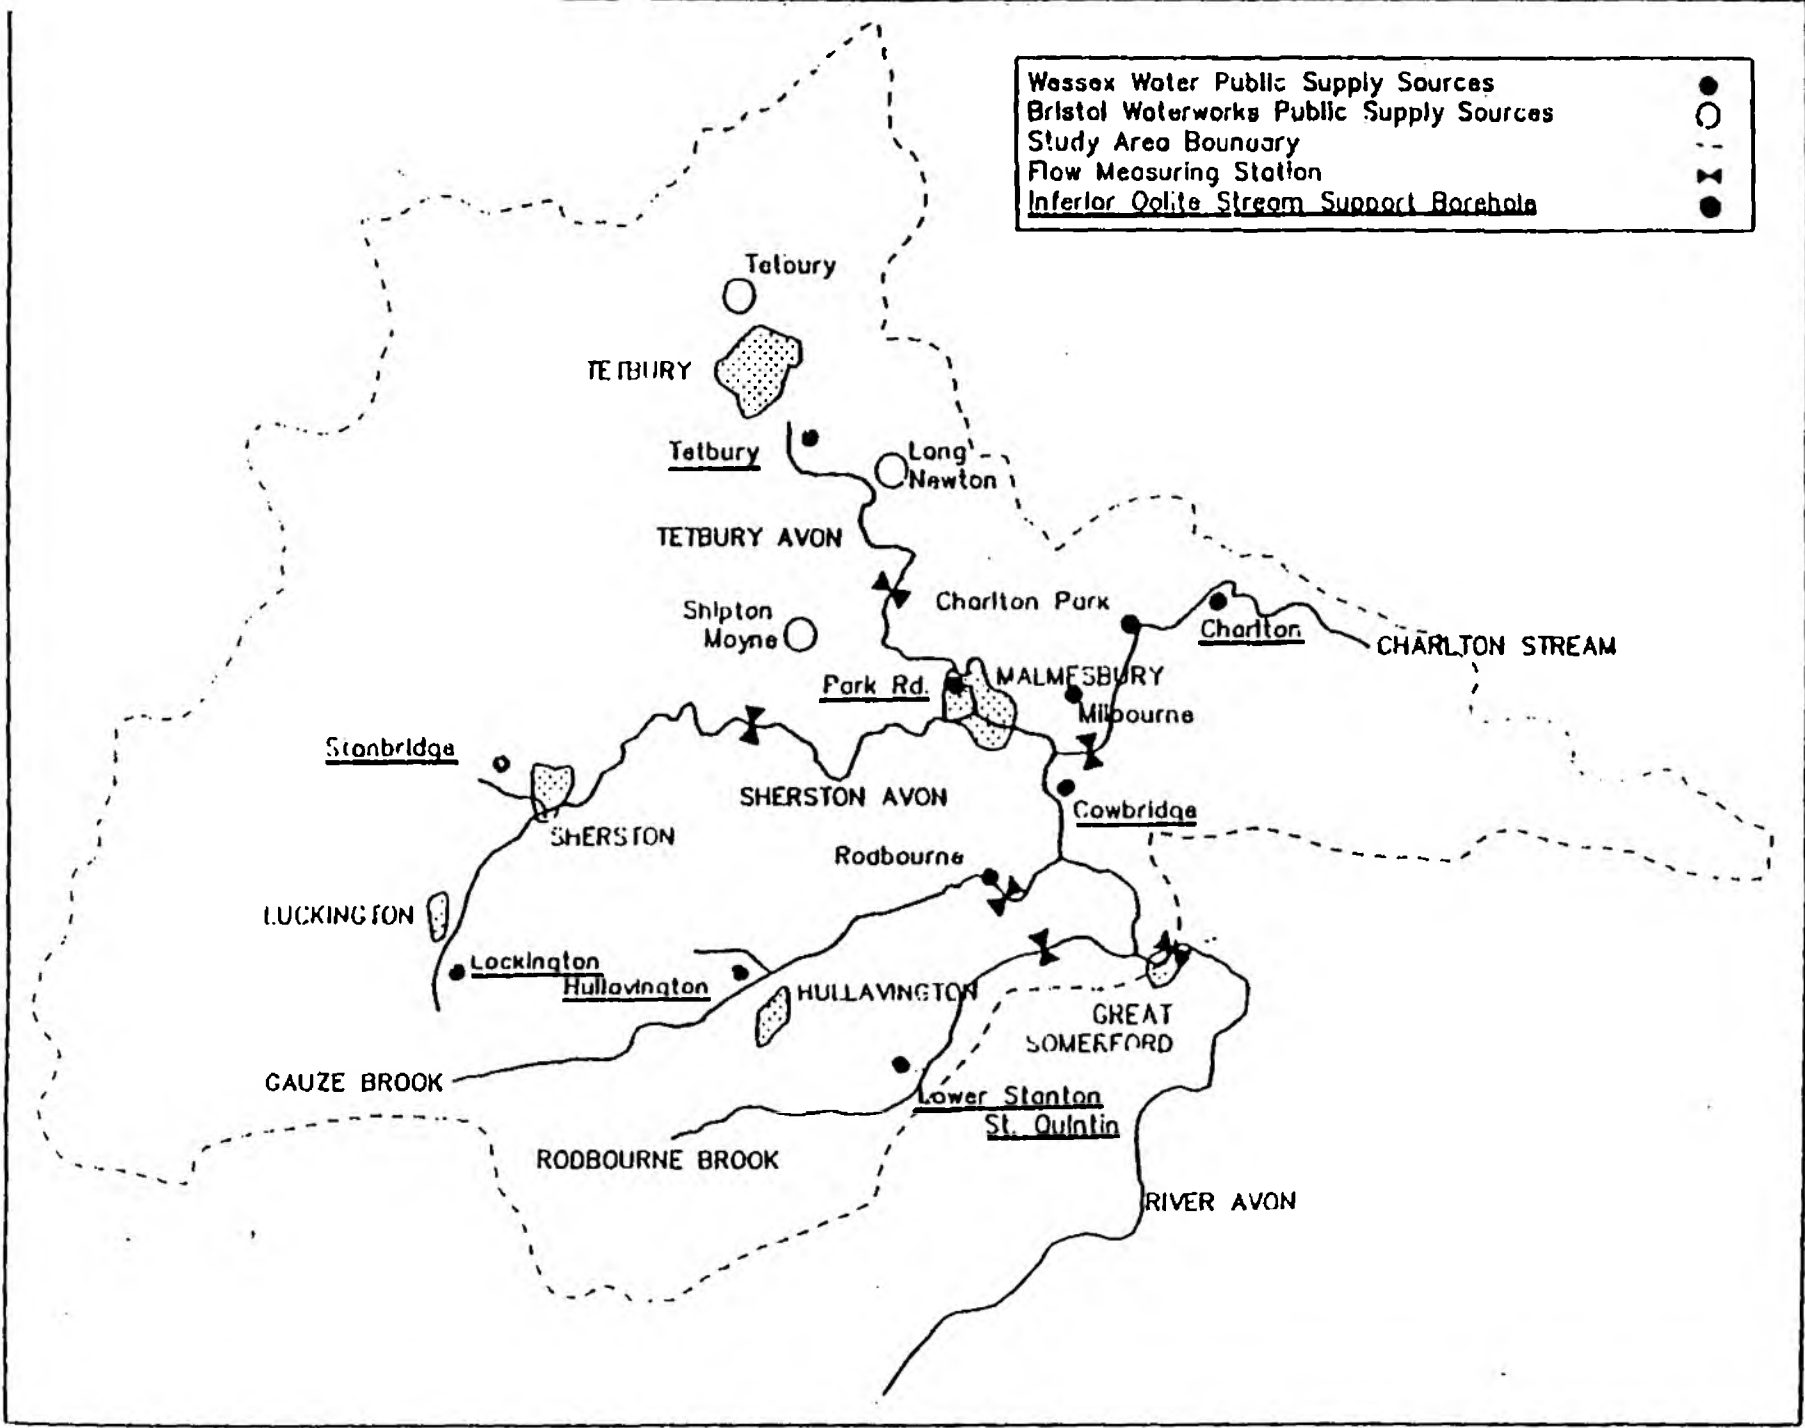 Wessex Water Public Supply Sources
Bristol Waterworks Public Supply Sources
Study Area Bounuary
Flow Measuring Station
Inferior Oolite Stream Support Borehole
Tetbury
TETBURY
Tetbury
Long
Newton
TETBURY AVON
Charlton Park
Shipton
Moyne
Charlton
CHARLTON STREAM
Park Rd.
MALMESBURY
Milbourne
Stanbridge
SHERSTON AVON
Cowbridge
SHERSTON
Rodbourne
LUCKINGTON
Lockington
Hullavington
HULLAVINGTON
GREAT
SOMERFORD
GAUZE BROOK
Lower Stanton
St. Quintin
RODBOURNE BROOK
RIVER AVON